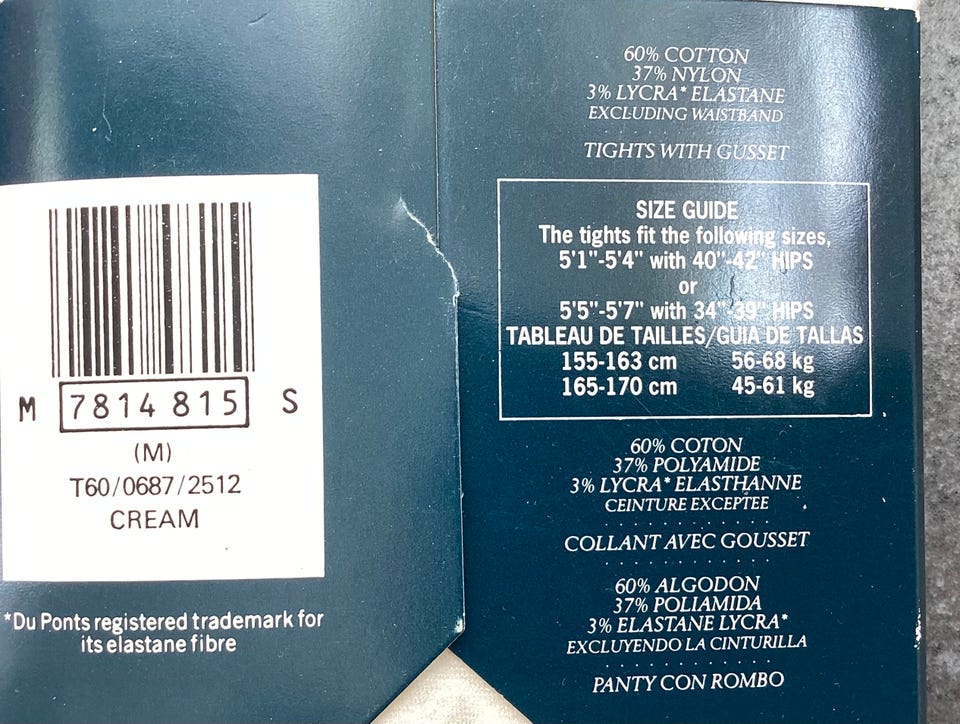 M 7814 815 S
(M)
T60/0687/2512
CREAM
*Du Ponts registered trademark for
its elastane fibre
60% COTTON
37% NYLON
3% LYCRA* ELASTANE
EXCLUDING WAISTBAND
TIGHTS WITH GUSSET
SIZE GUIDE
The tights fit the following sizes,
5'1"-5'4" with 40"-42" HIPS
or
5'5"-5'7" with 34"-39" HIPS
TABLEAU DE TAILLES/GUIA DE TALLAS
155-163 cm 56-68 kg
165-170 cm 45-61 kg
60% COTON
37% POLYAMIDE
3% LYCRA* ELASTHANNE
CEINTURE EXCEPTEE
COLLANT AVEC GOUSSET
60% ALGODON
37% POLIAMIDA
3% ELASTANE LYCRA*
EXCLUYENDO LA CINTURILLA
PANTY CON ROMBO